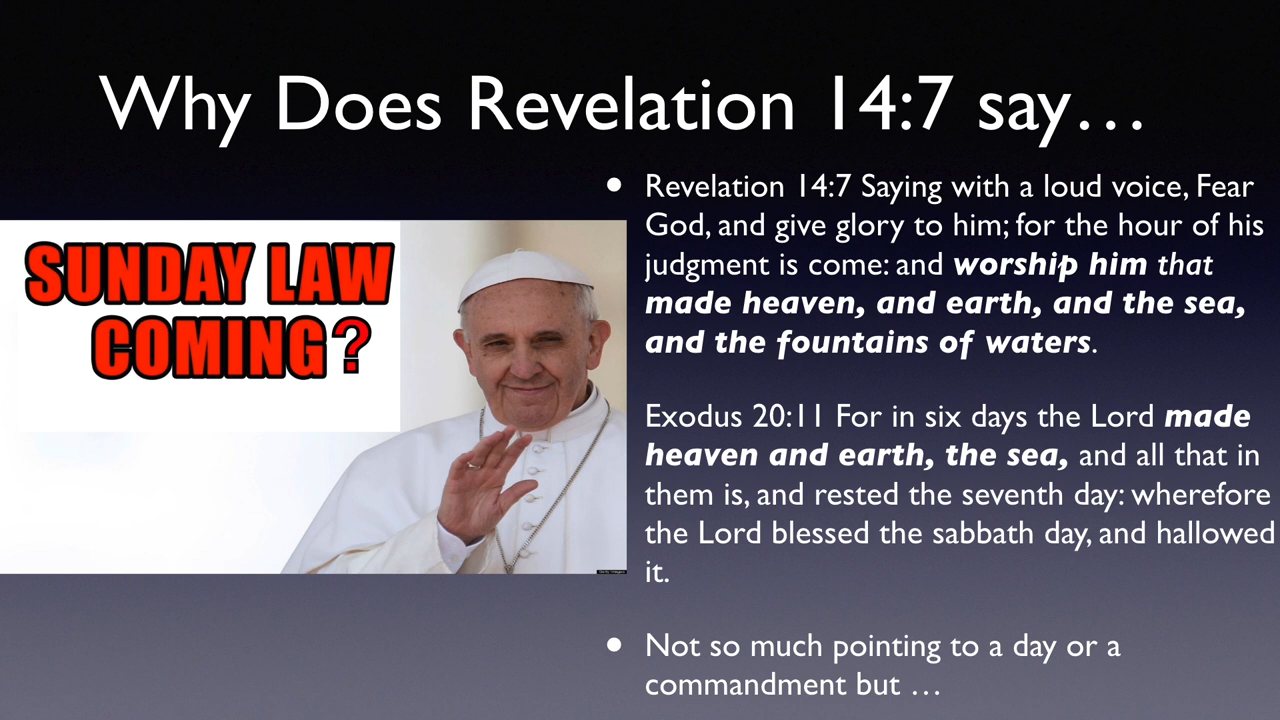 Why Does Revelation 14:7 say…
SUNDAY LAW
COMING?
• Revelation 14:7 Saying with a loud voice, Fear
God, and give glory to him; for the hour of his
judgment is come: and worship him that
made heaven, and earth, and the sea,
and the fountains of waters.
Exodus 20:11 For in six days the Lord made
heaven and earth, the sea, and all that in
them is, and rested the seventh day: wherefore
the Lord blessed the sabbath day, and hallowed
it.
• Not so much pointing to a day or a
commandment but …